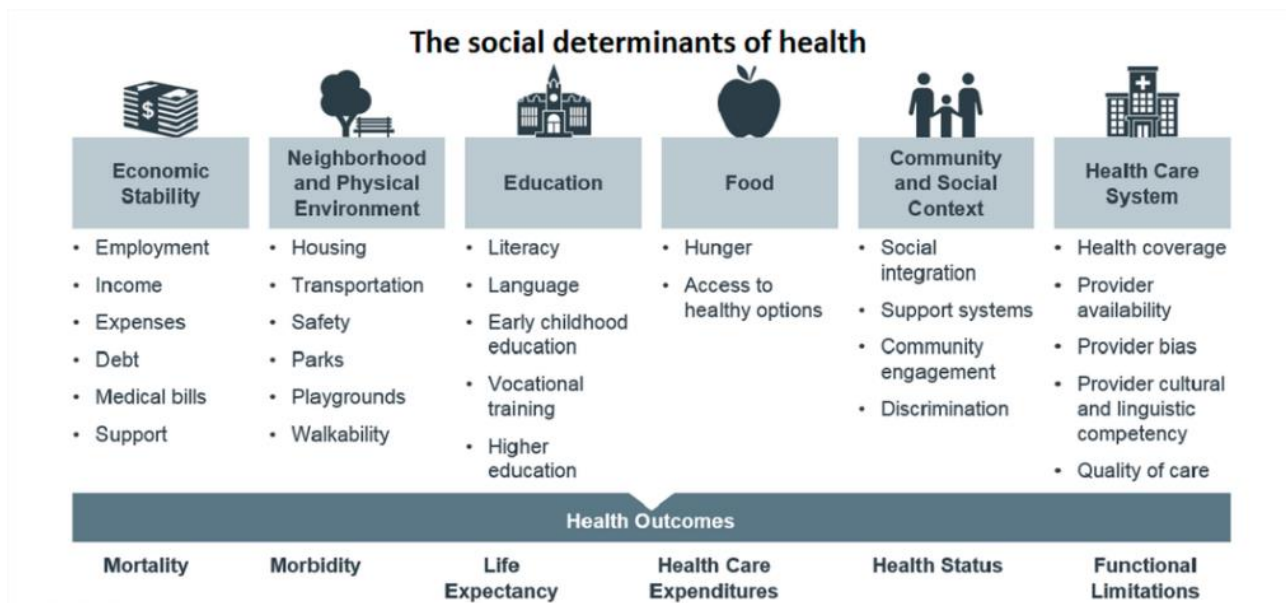 The social determinants of health
$
Economic
Stability
Neighborhood
and Physical
Environment
Education
Food
Community
and Social
Context
Health Care
System
• Employment
• Income
• Expenses
• Debt
• Medical bills
• Support
• Housing
• Transportation
• Safety
• Parks
• Playgrounds
• Walkability
• Literacy
• Language
• Early childhood
education
• Vocational
training
• Higher
education
• Hunger
• Access to
healthy options
• Social
integration
• Support systems
• Community
engagement
• Discrimination
• Health coverage
• Provider
availability
• Provider bias
• Provider cultural
and linguistic
competency
• Quality of care
Health Outcomes
Mortality
Morbidity
Life
Expectancy
Health Care
Expenditures
Health Status
Functional
Limitations